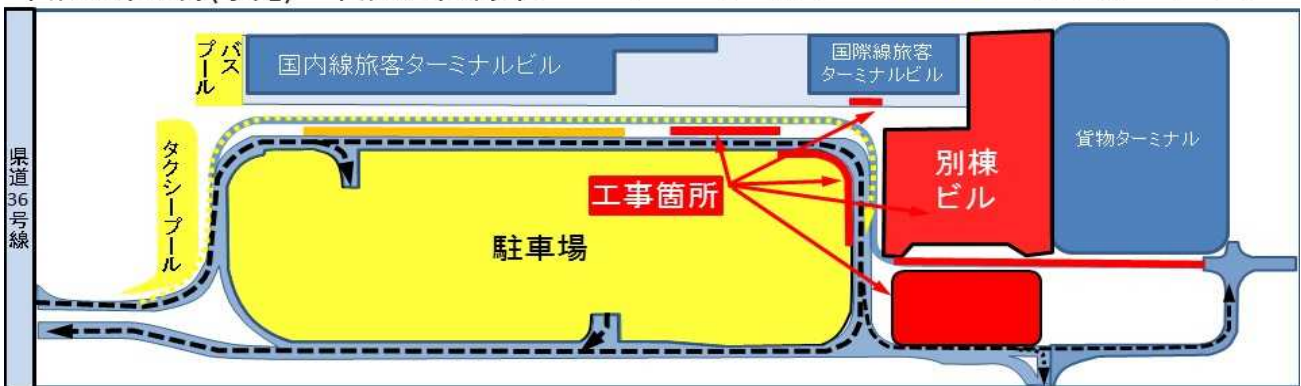 県道36号線
バス
プール
タクシープール
国内線旅客ターミナルビル
国際線旅客
ターミナルビル
貨物ターミナル
別棟
ビル
工事箇所
駐車場